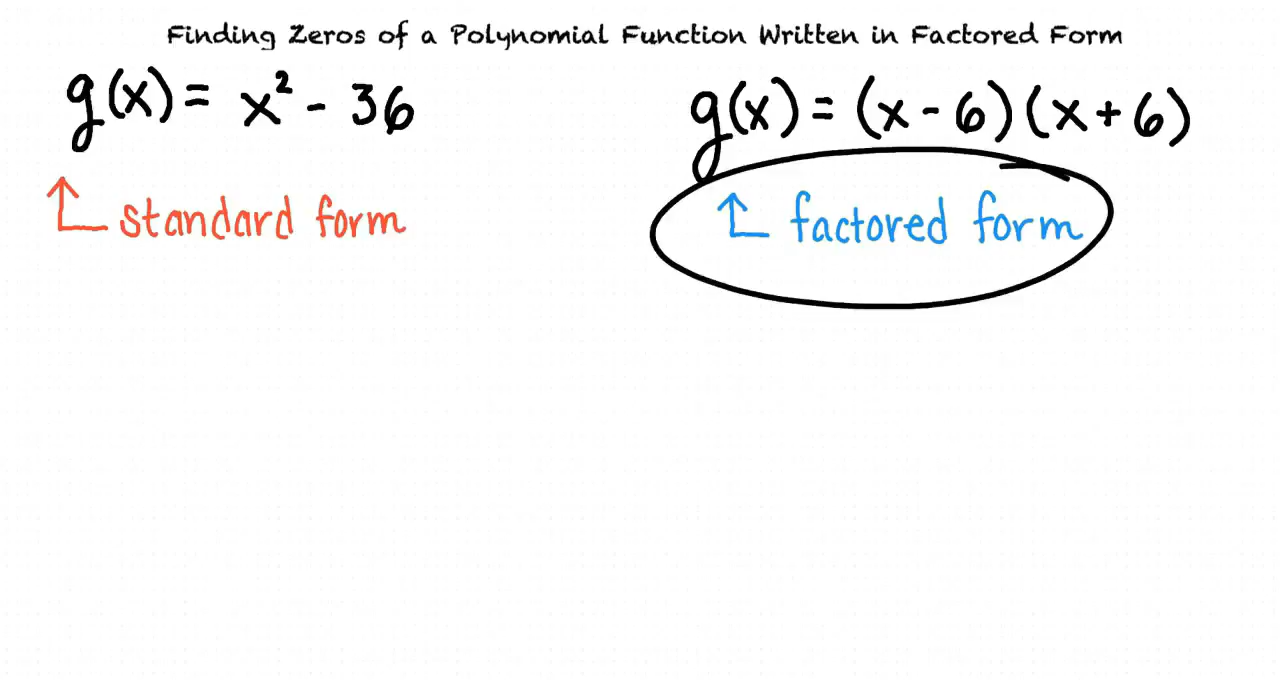 Finding Zeros of a Polynomial Function Written in Factored Form
g(x) = x² - 36
g(x) = (x - 6)(x + 6)
standard form
factored form